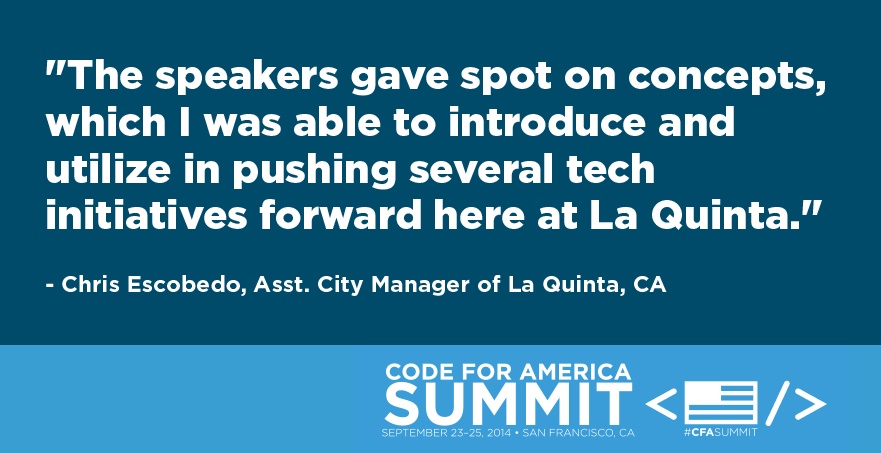 "The speakers gave spot on concepts,
which I was able to introduce and
utilize in pushing several tech
initiatives forward here at La Quinta."
- Chris Escobedo, Asst. City Manager of La Quinta, CA
CODE FOR AMERICA
SUMMIT
SEPTEMBER 23-25, 2014 • SAN FRANCISCO, CA
< />
#CFASUMMIT